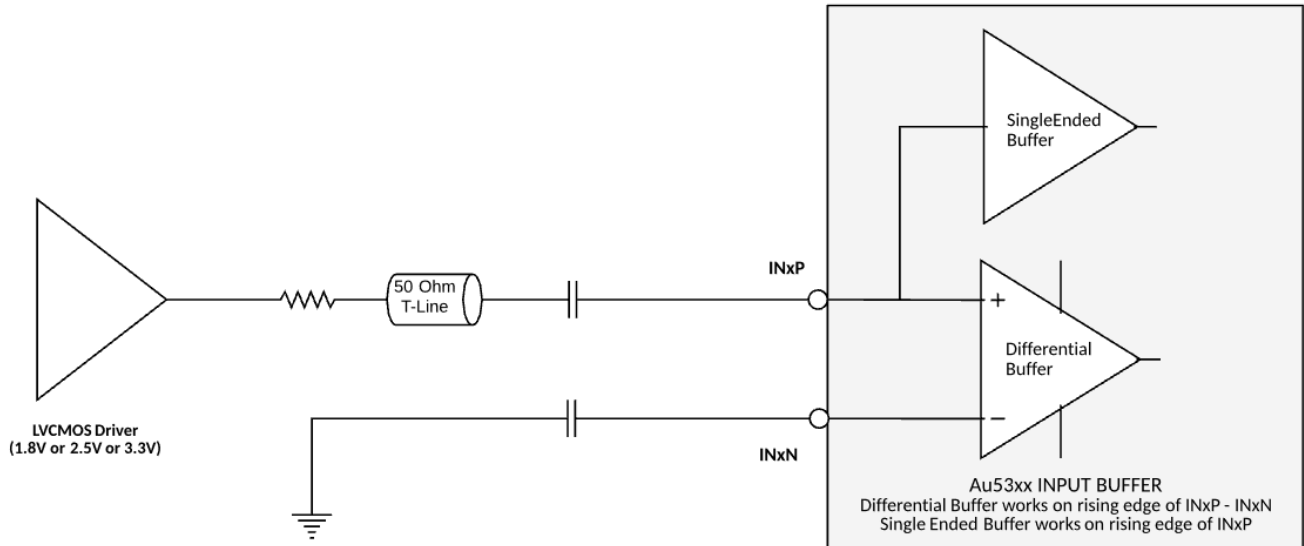 SingleEnded
Buffer
INxP
50 Ohm
T-Line
+
Differential
Buffer
−
LVCMOS Driver
(1.8V or 2.5V or 3.3V)
INxN
Au53xx INPUT BUFFER
Differential Buffer works on rising edge of INxP - INxN
Single Ended Buffer works on rising edge of INxP